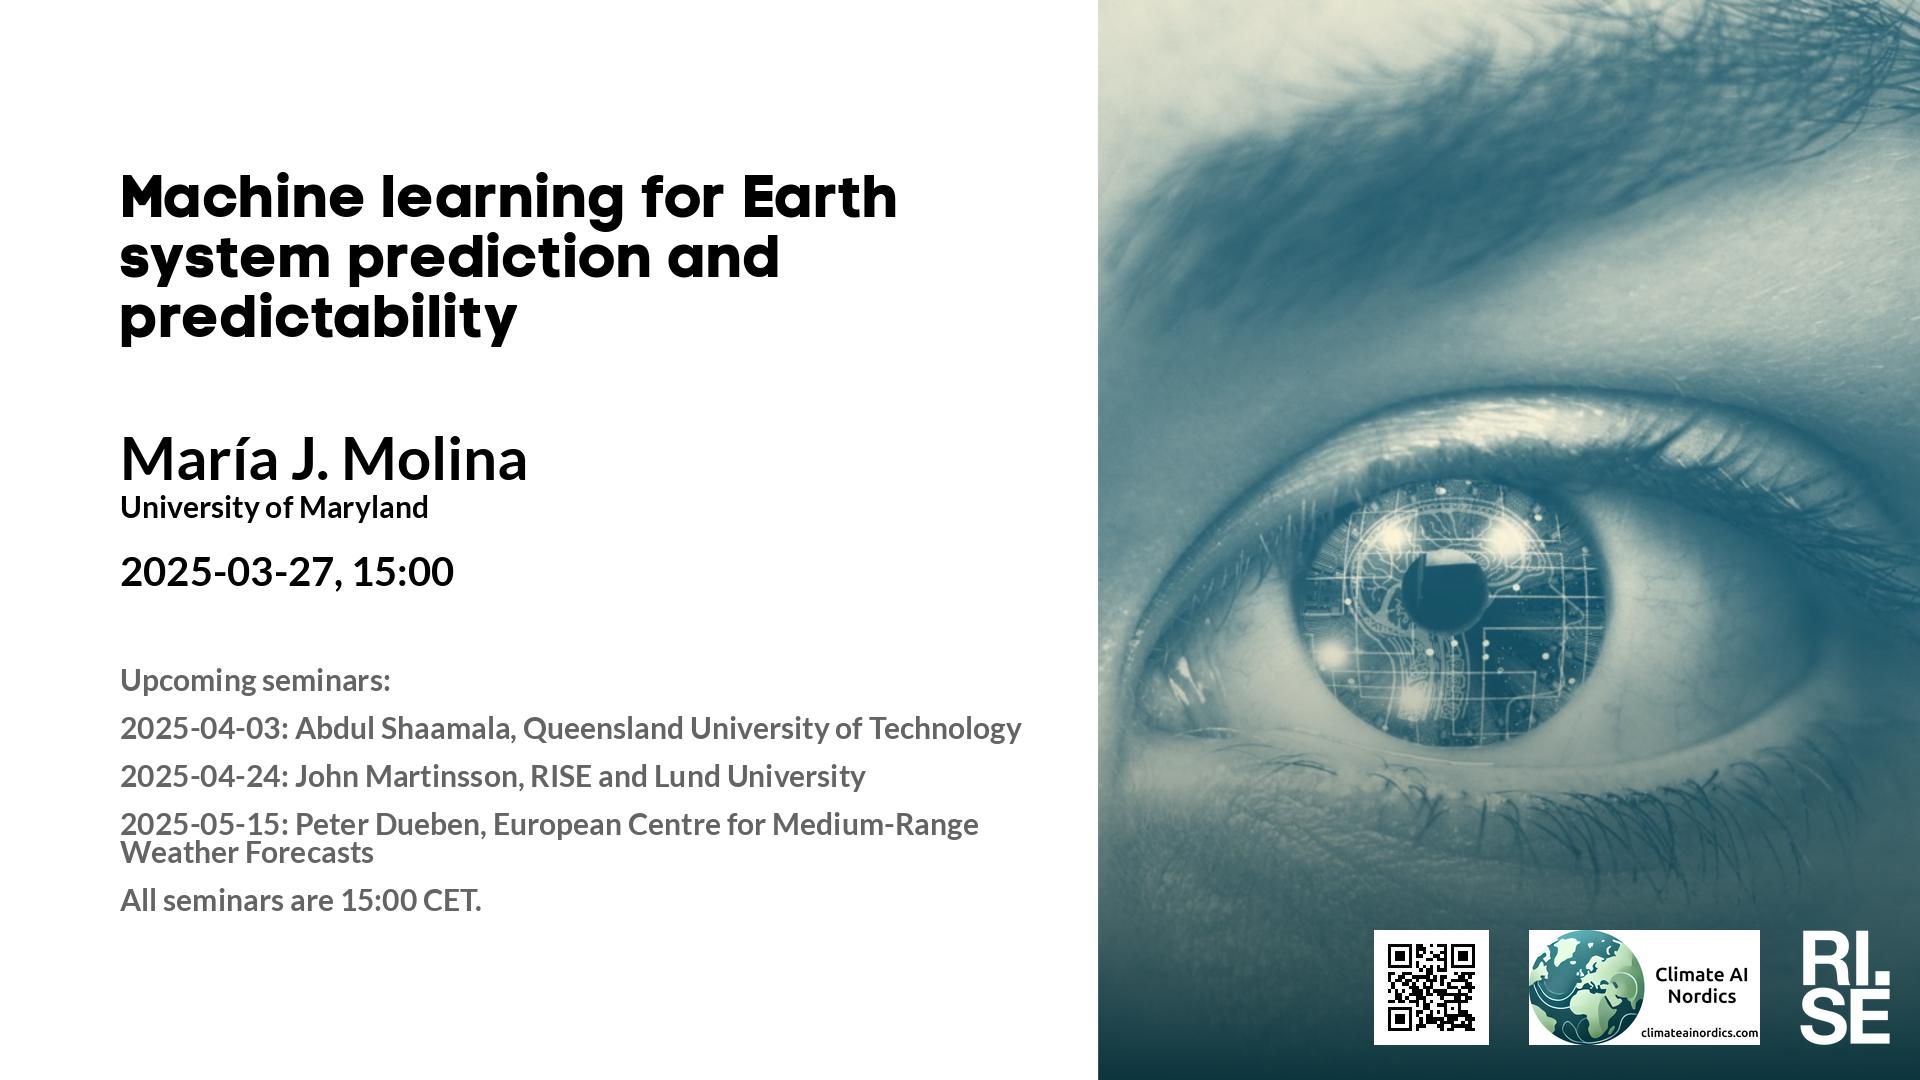 Machine learning for Earth
system prediction and
predictability
María J. Molina
University of Maryland
2025-03-27, 15:00
Upcoming seminars:
2025-04-03: Abdul Shaamala, Queensland University of Technology
2025-04-24: John Martinsson, RISE and Lund University
2025-05-15: Peter Dueben, European Centre for Medium-Range
Weather Forecasts
All seminars are 15:00 CET.
Climate AI
Nordics
climateainordics.com
RI.
SE